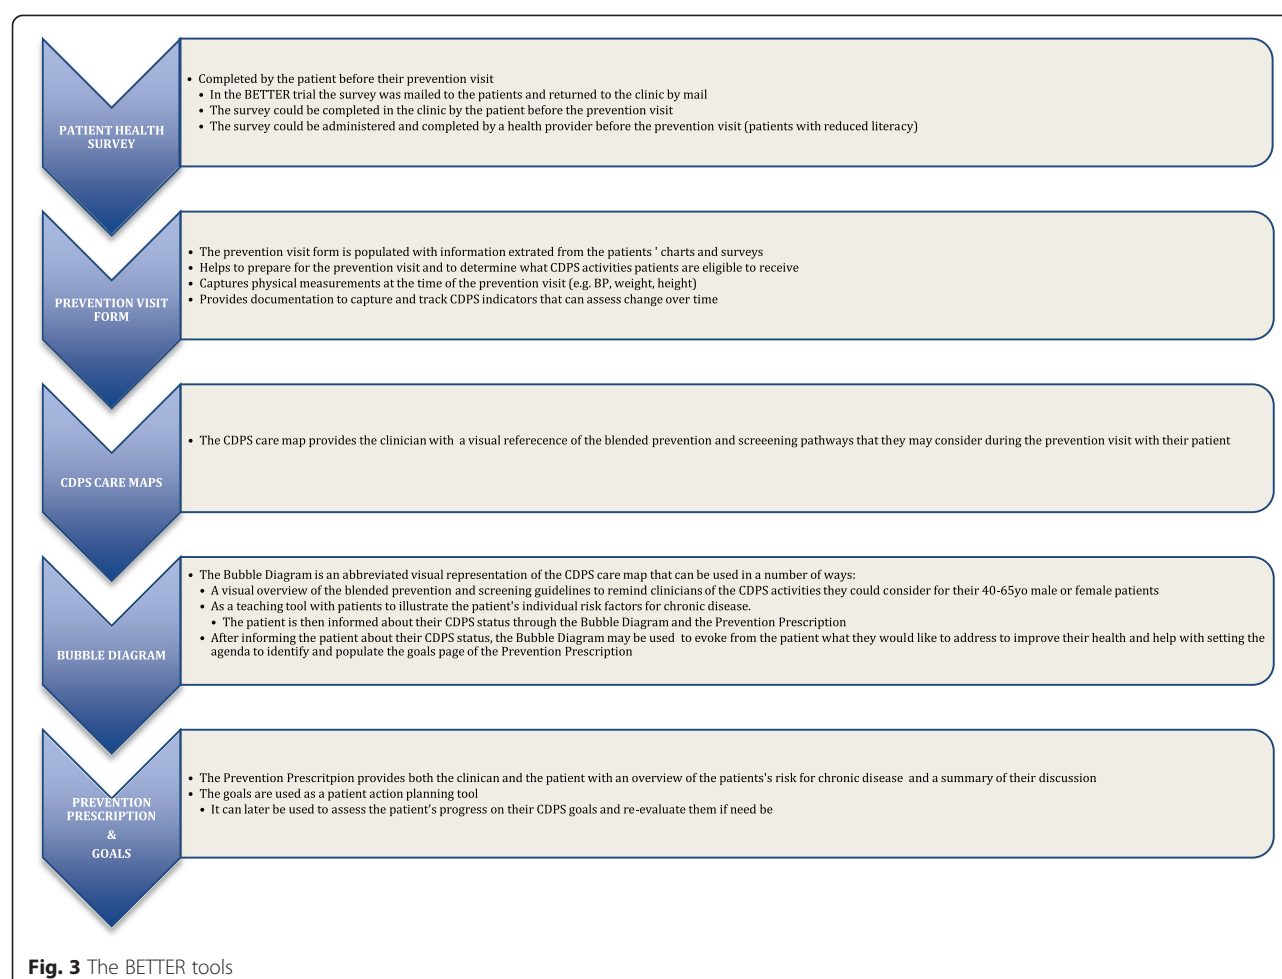 PATIENT HEALTH
SURVEY
• Completed by the patient before their prevention visit
• In the BETTER trial the survey was mailed to the patients and returned to the clinic by mail
• The survey could be completed in the clinic by the patient before the prevention visit
• The survey could be administered and completed by a health provider before the prevention visit (patients with reduced literacy)
PREVENTION VISIT
FORM
• The prevention visit form is populated with information extrated from the patients ' charts and surveys
• Helps to prepare for the prevention visit and to determine what CDPS activities patients are eligible to receive
• Captures physical measurements at the time of the prevention visit (e.g. BP, weight, height)
• Provides documentation to capture and track CDPS indicators that can assess change over time
CDPS CARE MAPS
• The CDPS care map provides the clinician with a visual referecence of the blended prevention and screeening pathways that they may consider during the prevention visit with their patient
BUBBLE DIAGRAM
• The Bubble Diagram is an abbreviated visual representation of the CDPS care map that can be used in a number of ways:
• A visual overview of the blended prevention and screening guidelines to remind clinicians of the CDPS activities they could consider for their 40-65yo male or female patients
• As a teaching tool with patients to illustrate the patient's individual risk factors for chronic disease.
• The patient is then informed about their CDPS status through the Bubble Diagram and the Prevention Prescription
• After informing the patient about their CDPS status, the Bubble Diagram may be used to evoke from the patient what they would like to address to improve their health and help with setting the
agenda to identify and populate the goals page of the Prevention Prescription
PREVENTION
PRESCRIPTION
&
GOALS
• The Prevention Prescritpion provides both the clinican and the patient with an overview of the patients's risk for chronic disease and a summary of their discussion
• The goals are used as a patient action planning tool
• It can later be used to assess the patient's progress on their CDPS goals and re-evaluate them if need be
Fig. 3 The BETTER tools